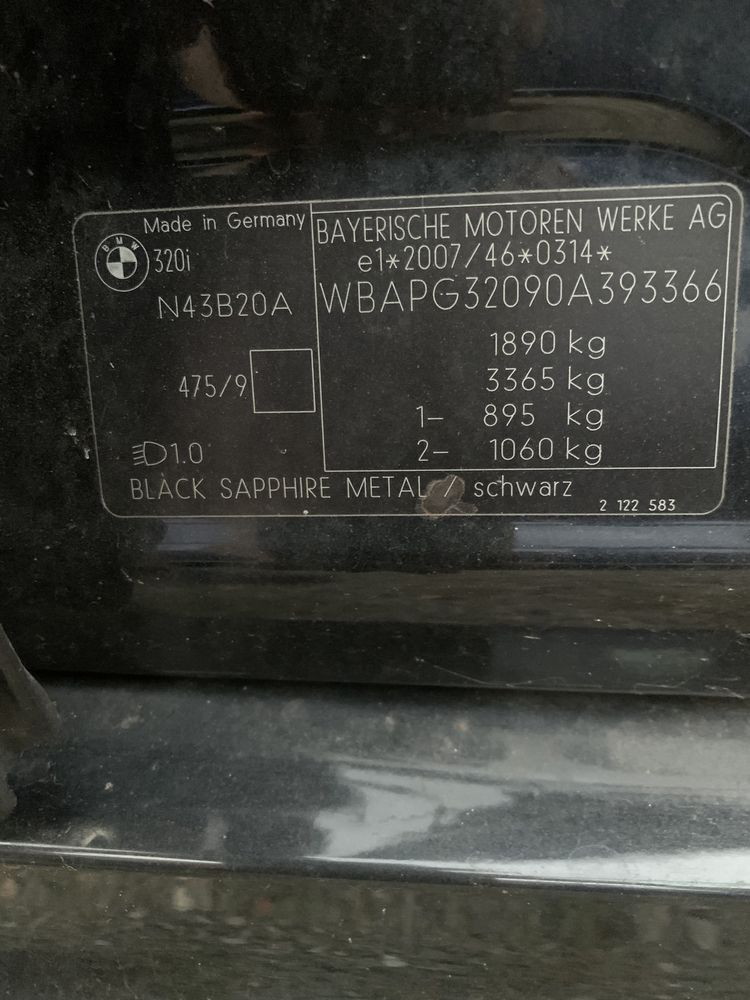 Made in Germany
BMW
320i
N43B20A
475/9
1.0
BAYERISCHE MOTOREN WERKE AG
e1*2007/46*0314*
WBAPG32090A393366
1890 kg
3365 kg
1- 895 kg
2- 1060 kg
BLACK SAPPHIRE METAL / schwarz
2 122 583